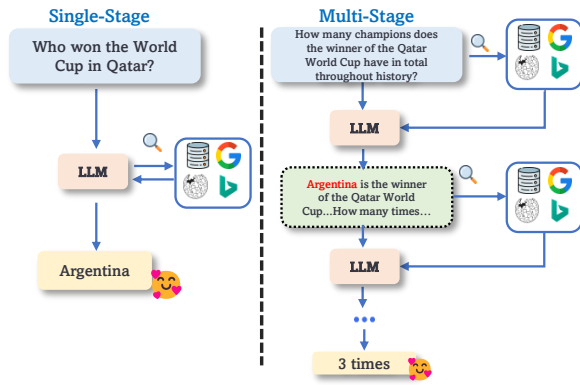 Single-Stage
Who won the World
Cup in Qatar?
LLM
Argentina
Multi-Stage
How many champions does
the winner of the Qatar
World Cup have in total
throughout history?
LLM
Argentina is the winner
of the Qatar World
Cup...How many times...
LLM
3 times